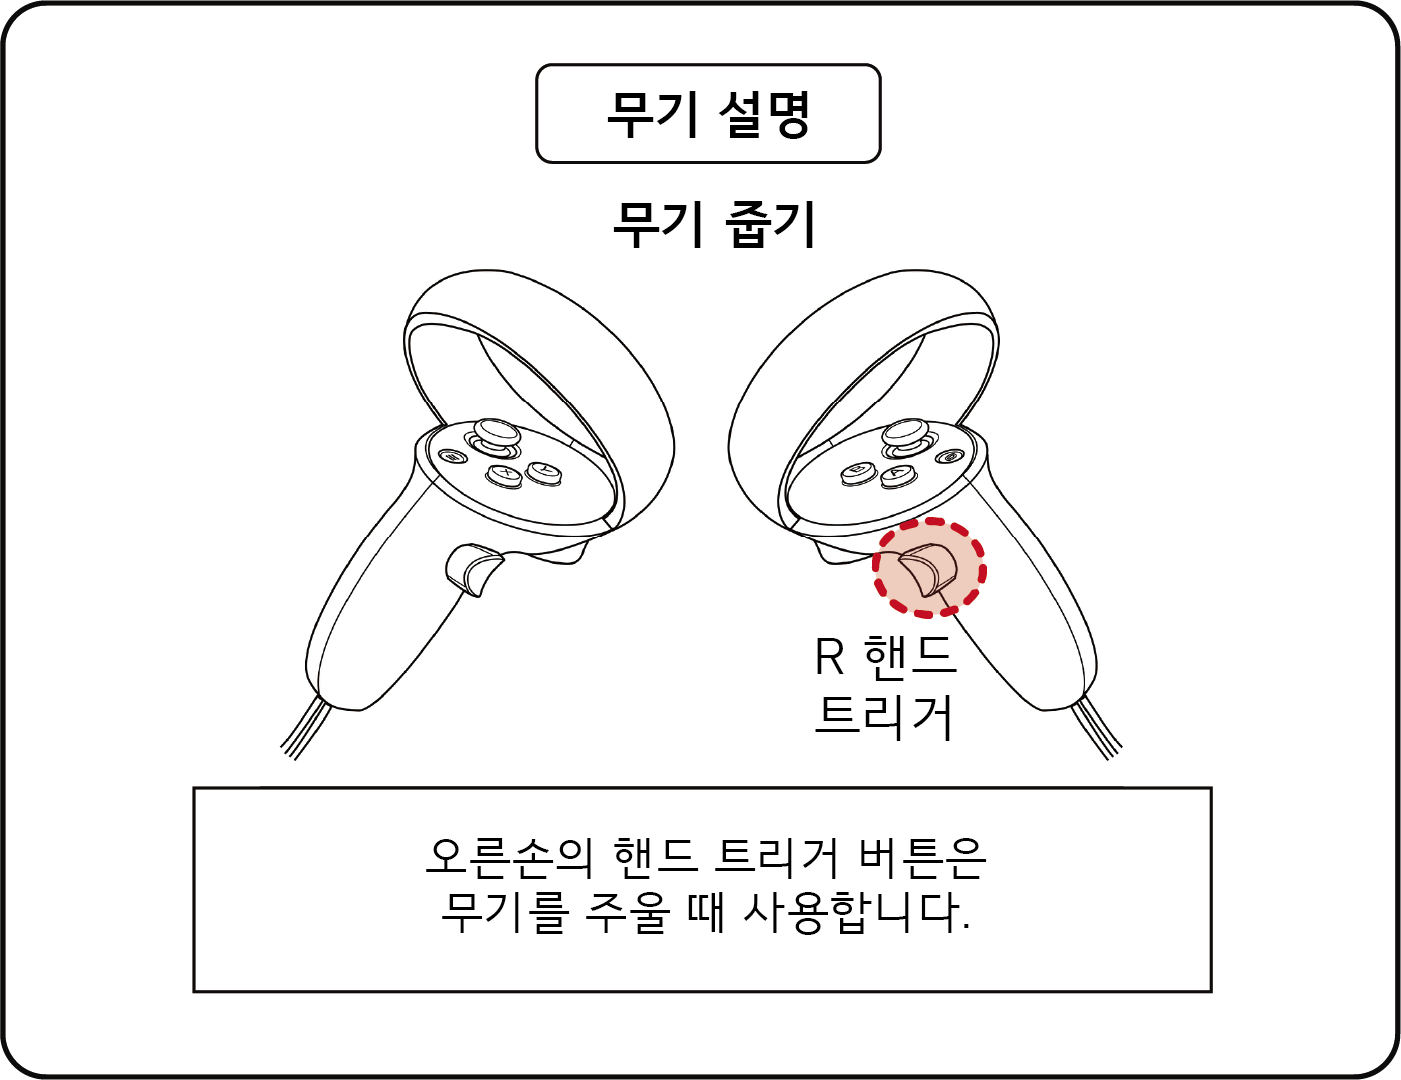 무기 설명
무기 줍기
X Y
B A
R 핸드
트리거
오른손의 핸드 트리거 버튼은
무기를 주울 때 사용합니다.